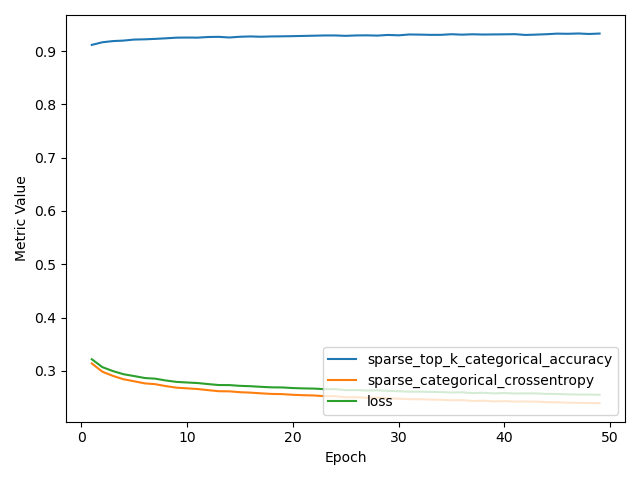 0.9
0.8
0.7
0.6
0.5
0.4
0.3
Metric Value
sparse_top_k_categorical_accuracy
sparse_categorical_crossentropy
loss
0 10 20 30 40 50
Epoch